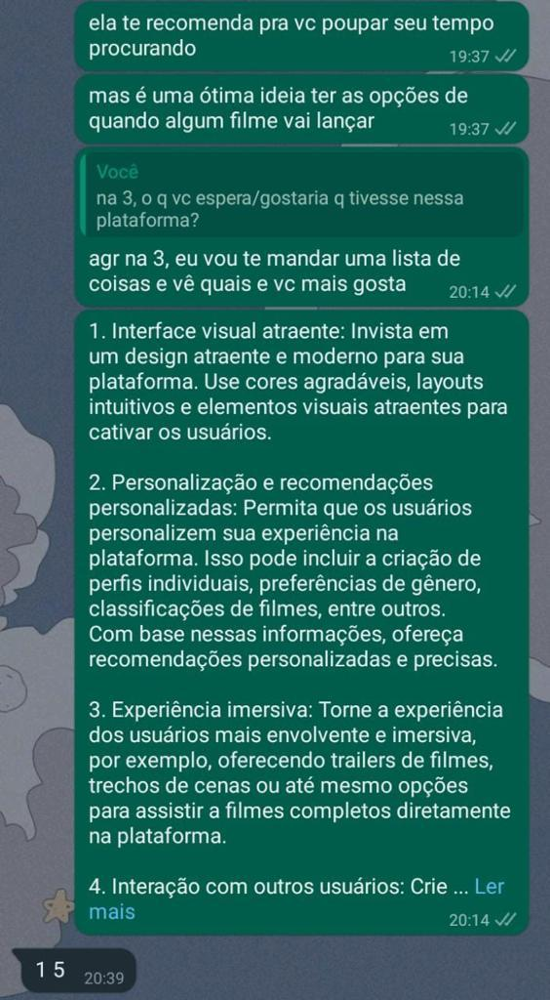 ela te recomenda pra vc poupar seu tempo
procurando
19:37
mas é uma ótima ideia ter as opções de
quando algum filme vai lançar
19:37
Você
na 3, o q vc espera/gostaria q tivesse nessa
plataforma?
agr na 3, eu vou te mandar uma lista de
coisas e vê quais e vc mais gosta
20:14
1. Interface visual atraente: Invista em
um design atraente e moderno para sua
plataforma. Use cores agradáveis, layouts
intuitivos e elementos visuais atraentes para
cativar os usuários.
2. Personalização e recomendações
personalizadas: Permita que os usuários
personalizem sua experiência na
plataforma. Isso pode incluir a criação de
perfis individuais, preferências de gênero,
classificações de filmes, entre outros.
Com base nessas informações, ofereça
recomendações personalizadas e precisas.
3. Experiência imersiva: Torne a experiência
dos usuários mais envolvente e imersiva,
por exemplo, oferecendo trailers de filmes,
trechos de cenas ou até mesmo opções
para assistir a filmes completos diretamente
na plataforma.
4. Interação com outros usuários: Crie ... Ler
mais
20:14
1 5
20:39